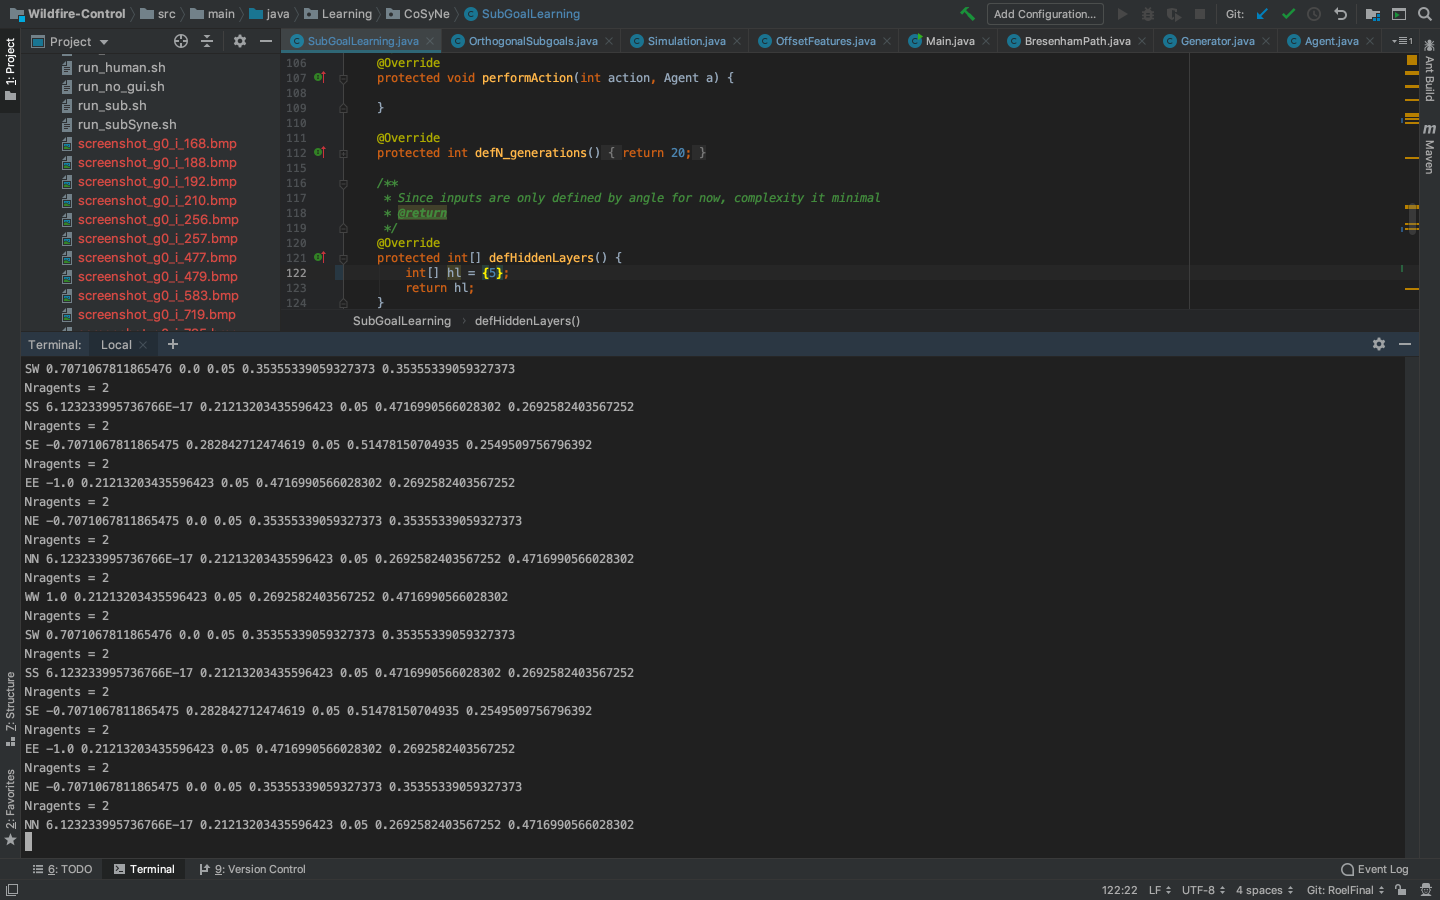 Wildfire-Control src main java Learning CoSyNe SubGoalLearning Add Configuration... Git:
1: Project
Project
SubGoalLearning.java OrthogonalSubgoals.java Simulation.java OffsetFeatures.java Main.java BresenhamPath.java Generator.java Agent.java 1
Ant Build
Maven
run_human.sh
run_no_gui.sh
run_sub.sh
run_subSyne.sh
screenshot_g0_i_168.bmp
screenshot_g0_i_188.bmp
screenshot_g0_i_192.bmp
screenshot_g0_i_210.bmp
screenshot_g0_i_256.bmp
screenshot_g0_i_257.bmp
screenshot_g0_i_477.bmp
screenshot_g0_i_479.bmp
screenshot_g0_i_583.bmp
screenshot_g0_i_719.bmp
106 @Override
107 protected void performAction(int action, Agent a) {
108
109 }
110
111 @Override
112 protected int defN_generations() { return 20; }
115
116 /**
117 * Since inputs are only defined by angle for now, complexity it minimal
118 * @return
119 */
120 @Override
121 protected int[] defHiddenLayers() {
122 int[] hl = {5};
123 return hl;
124 }
SubGoalLearning defHiddenLayers()
Terminal: Local +
SW 0.7071067811865476 0.0 0.05 0.35355339059327373 0.35355339059327373
Nragents = 2
SS 6.123233995736766E-17 0.21213203435596423 0.05 0.4716990566028302 0.2692582403567252
Nragents = 2
SE -0.7071067811865475 0.282842712474619 0.05 0.51478150704935 0.2549509756796392
Nragents = 2
EE -1.0 0.21213203435596423 0.05 0.4716990566028302 0.2692582403567252
Nragents = 2
NE -0.7071067811865475 0.0 0.05 0.35355339059327373 0.35355339059327373
Nragents = 2
NN 6.123233995736766E-17 0.21213203435596423 0.05 0.2692582403567252 0.4716990566028302
Nragents = 2
WW 1.0 0.21213203435596423 0.05 0.2692582403567252 0.4716990566028302
Nragents = 2
SW 0.7071067811865476 0.0 0.05 0.35355339059327373 0.35355339059327373
Nragents = 2
SS 6.123233995736766E-17 0.21213203435596423 0.05 0.4716990566028302 0.2692582403567252
Nragents = 2
SE -0.7071067811865475 0.282842712474619 0.05 0.51478150704935 0.2549509756796392
Nragents = 2
EE -1.0 0.21213203435596423 0.05 0.4716990566028302 0.2692582403567252
Nragents = 2
NE -0.7071067811865475 0.0 0.05 0.35355339059327373 0.35355339059327373
Nragents = 2
NN 6.123233995736766E-17 0.21213203435596423 0.05 0.2692582403567252 0.4716990566028302
Z: Structure
2: Favorites
6: TODO Terminal 9: Version Control Event Log
122:22 LF UTF-8 4 spaces Git: RoelFinal